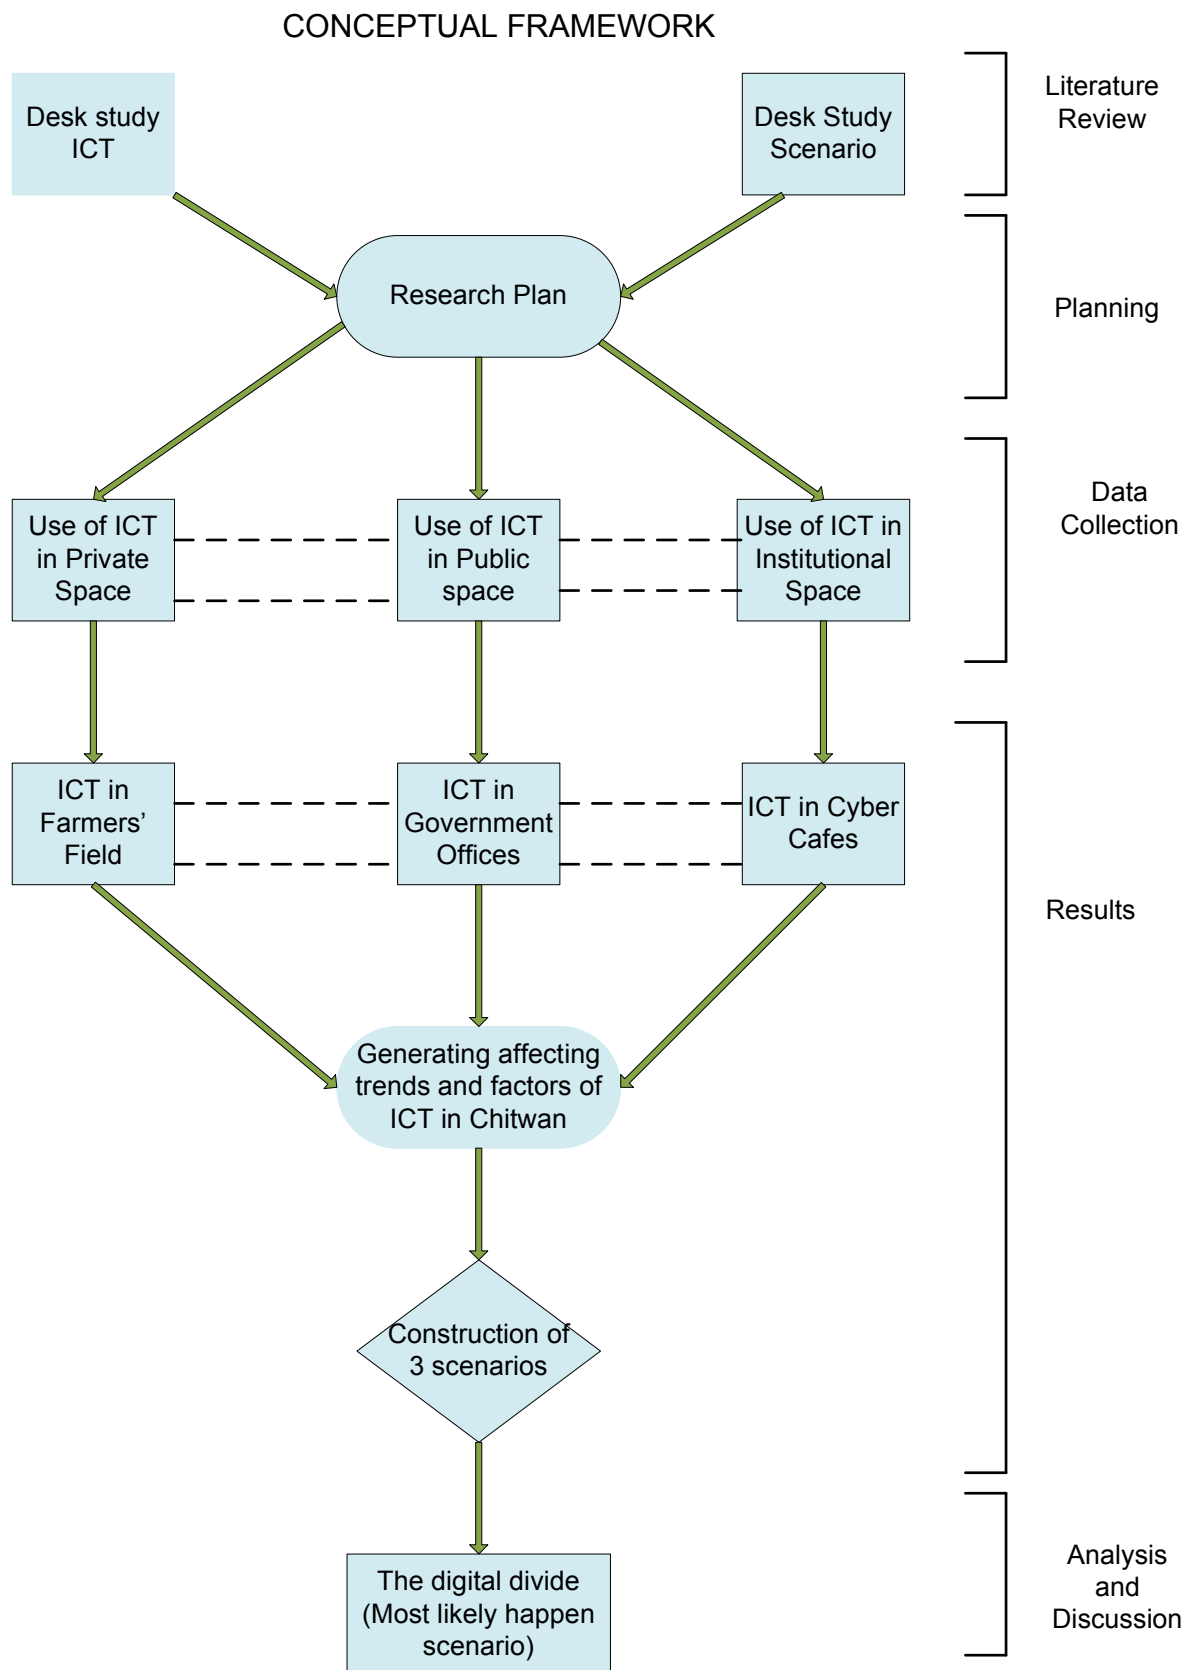 CONCEPTUAL FRAMEWORK
Desk study
ICT
Desk Study
Scenario
Literature
Review
Research Plan
Planning
Use of ICT
in Private
Space
Use of ICT
in Public
space
Use of ICT in
Institutional
Space
Data
Collection
ICT in
Farmers’
Field
ICT in
Government
Offices
ICT in Cyber
Cafes
Results
Generating affecting
trends and factors of
ICT in Chitwan
Construction of
3 scenarios
The digital divide
(Most likely happen
scenario)
Analysis
and
Discussion